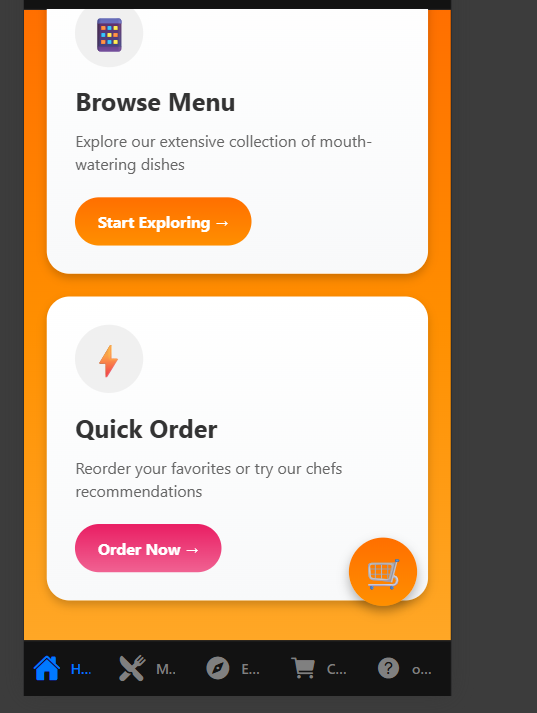 Browse Menu
Explore our extensive collection of mouth-
watering dishes
Start Exploring →
Quick Order
Reorder your favorites or try our chefs
recommendations
Order Now →
H... M.. E... C... o...